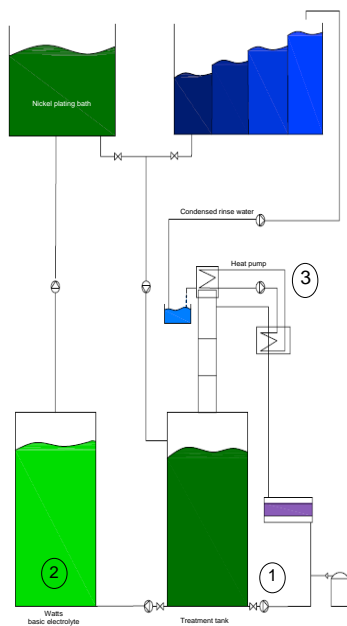 Nickel plating bath
Condensed rinse water
Heat pump
3
2
1
Watts
basic electrolyte
Treatment tank